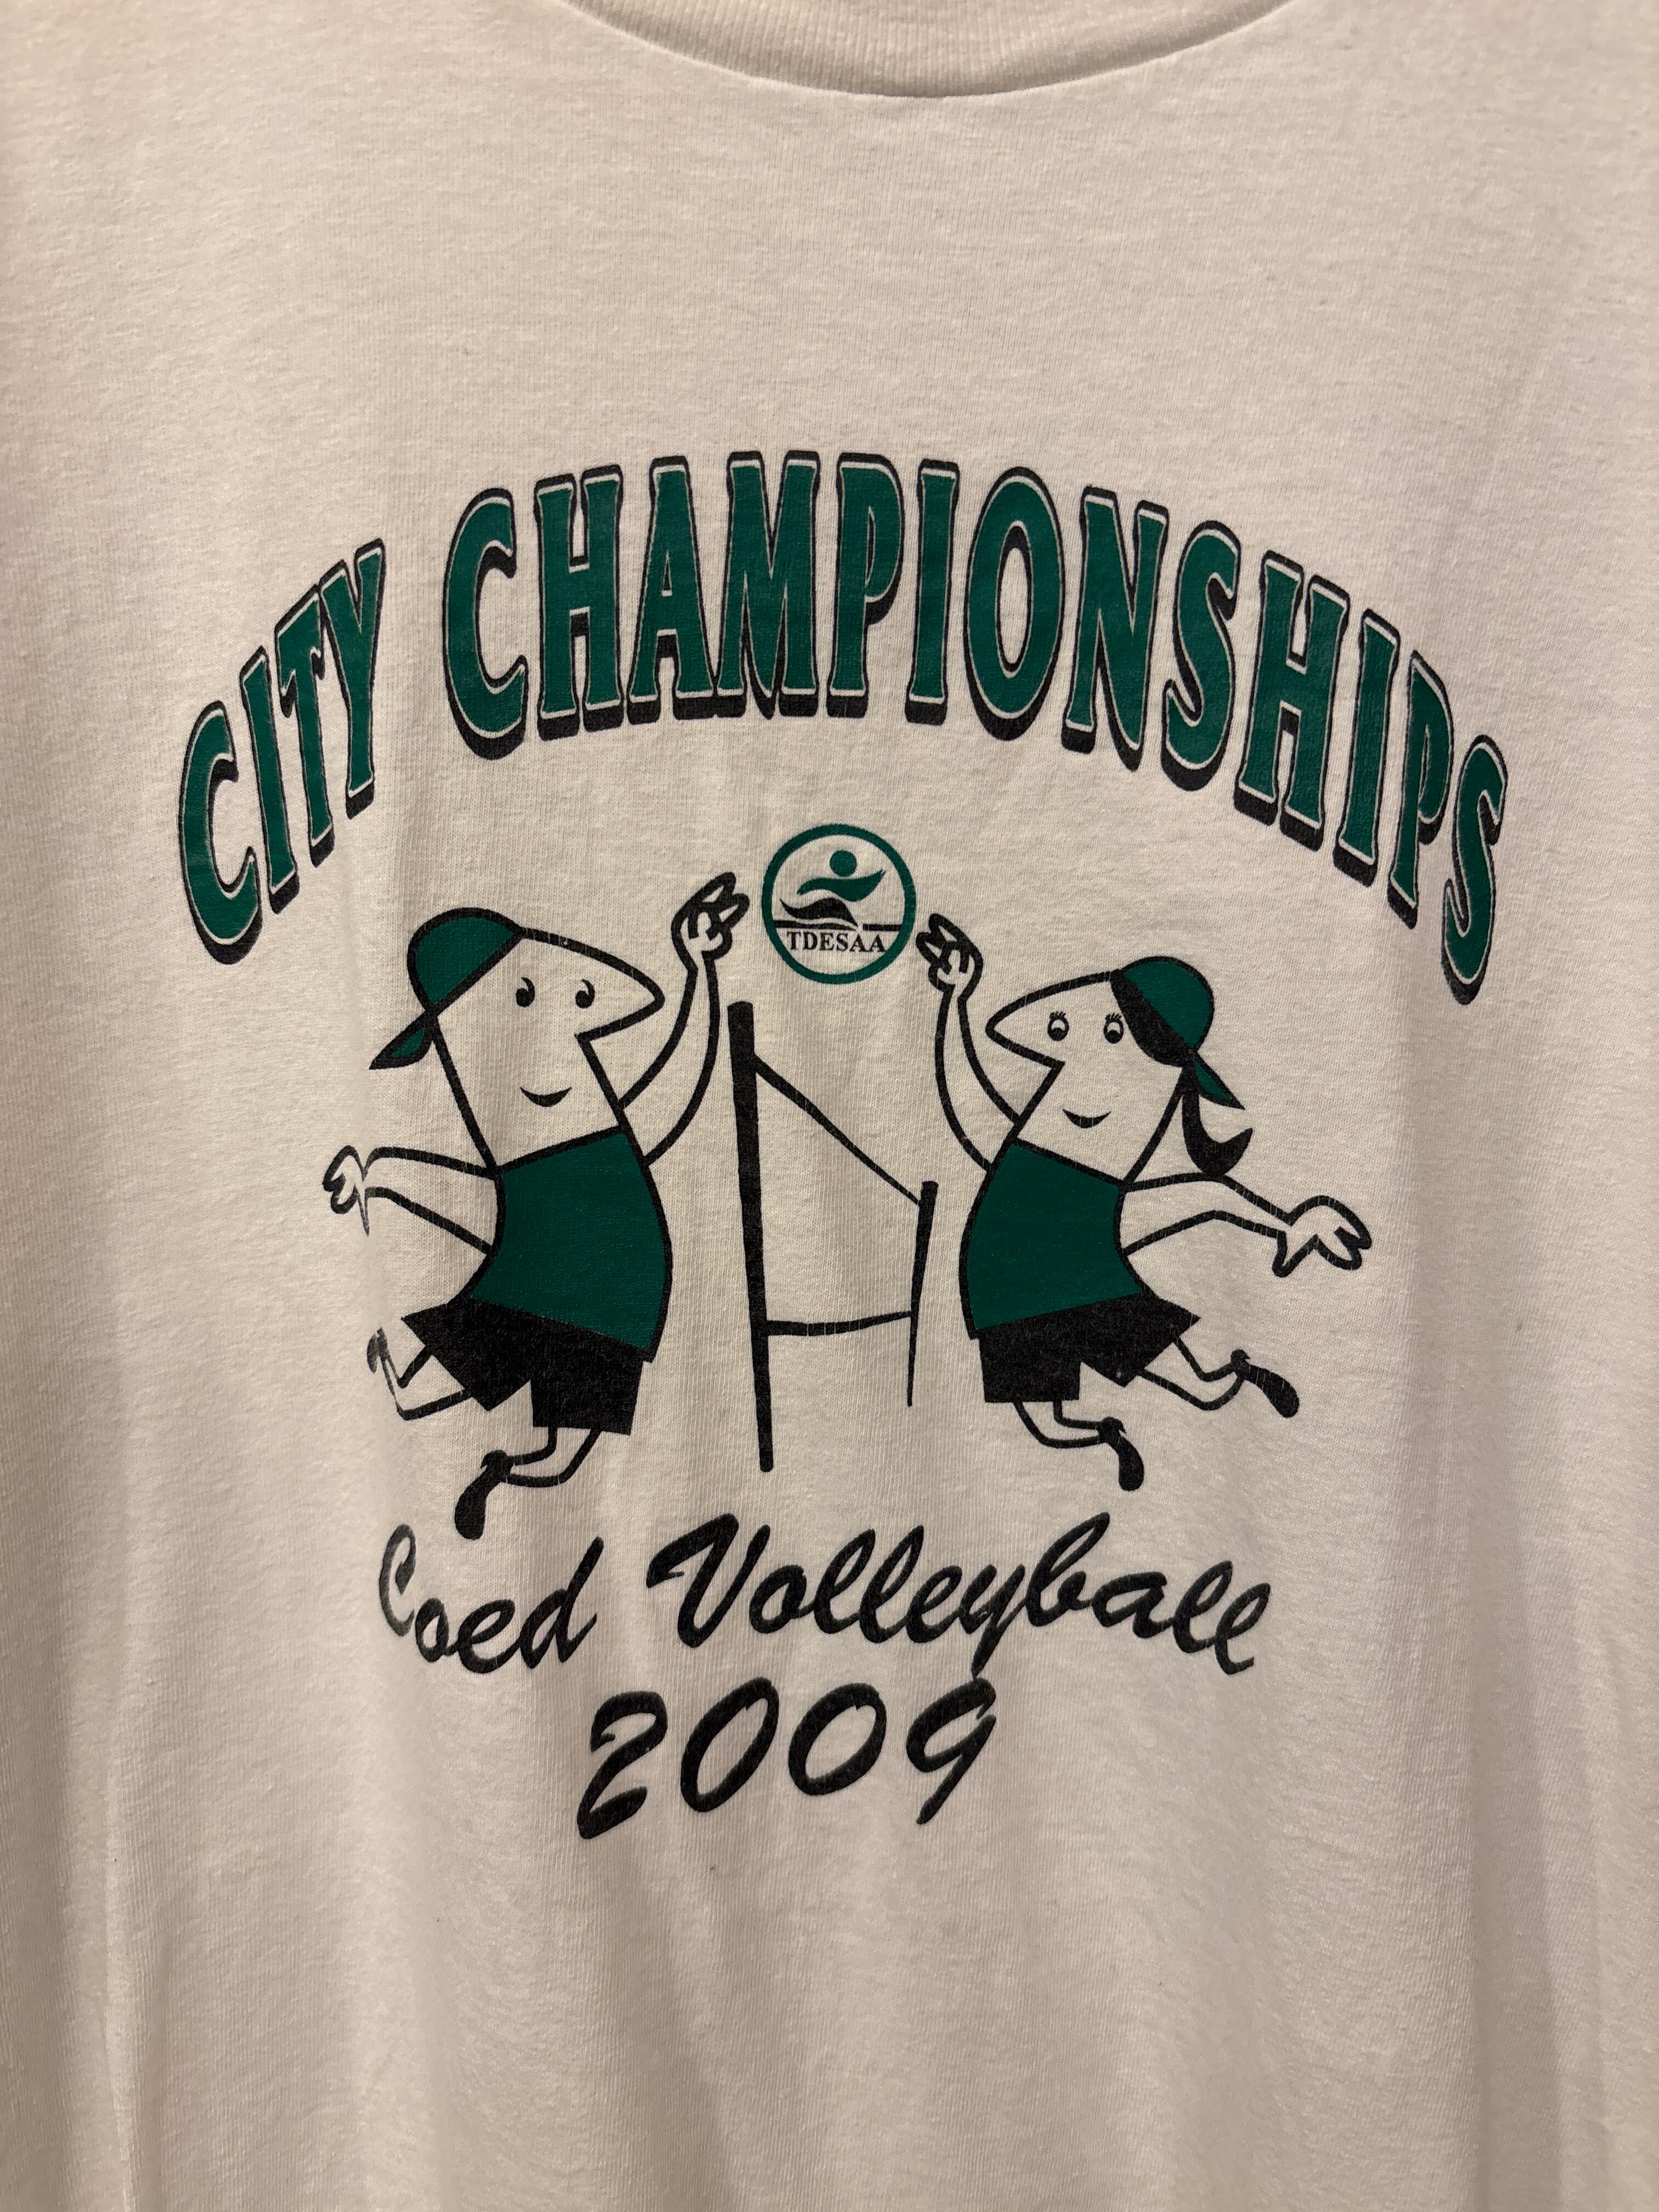 CITY CHAMPIONSHIPS
TDESAA
Coed Volleyball
2009